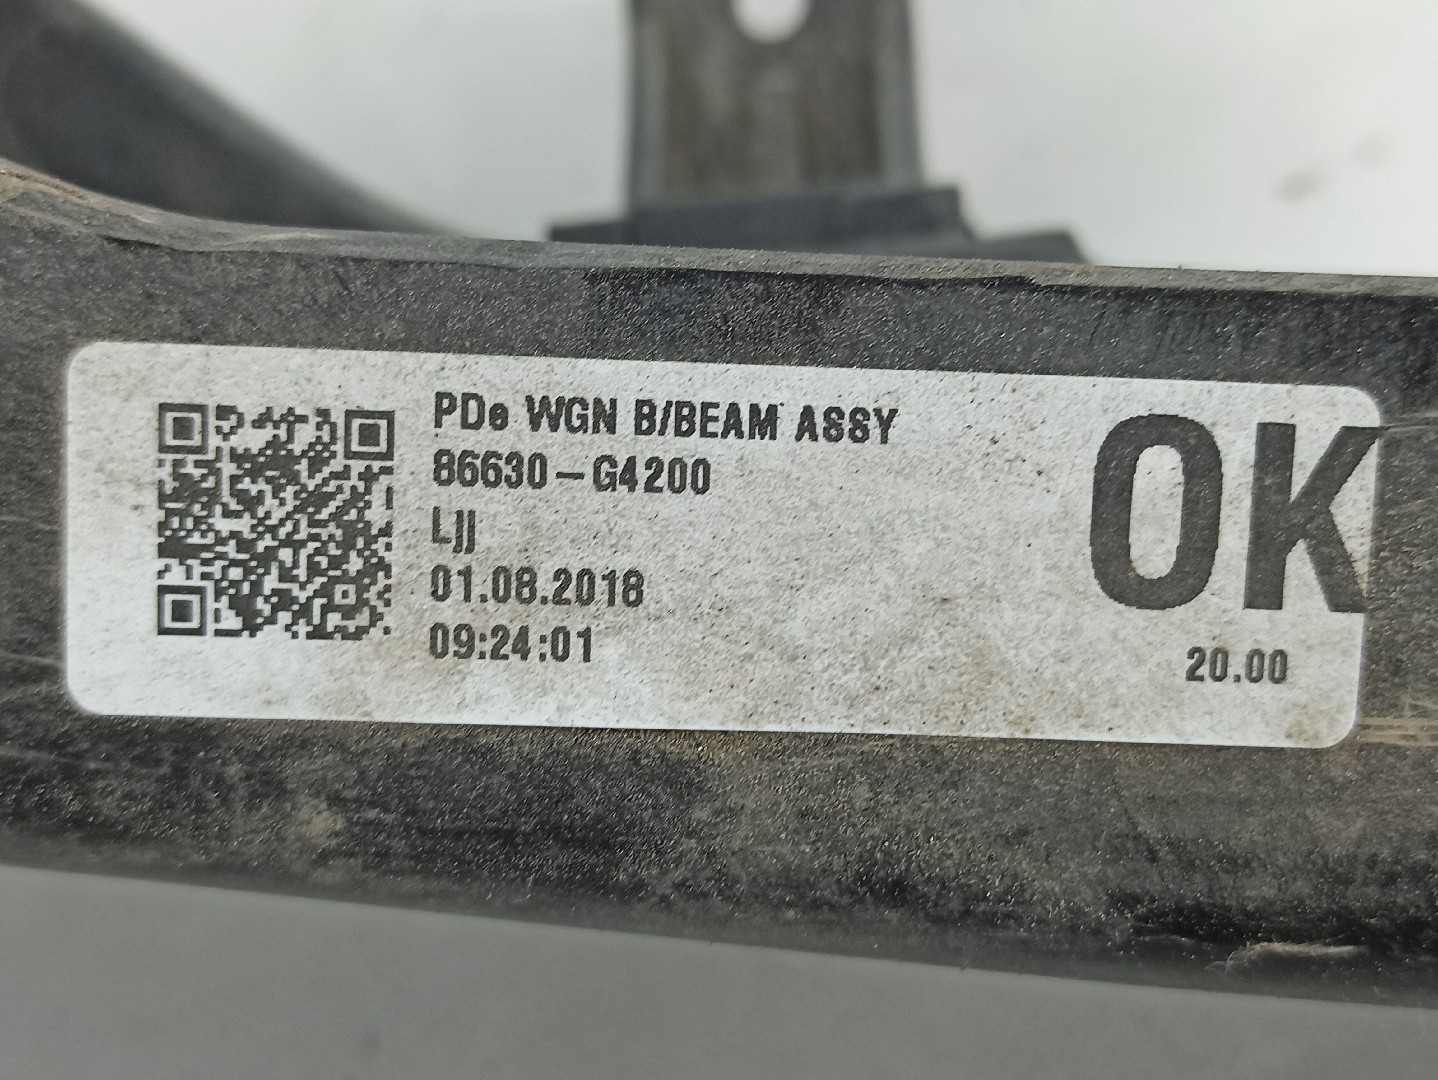 PDe WGN B/BEAM ASSY
86630-G4200
Ljj
01.08.2018
09:24:01
OK
20.00